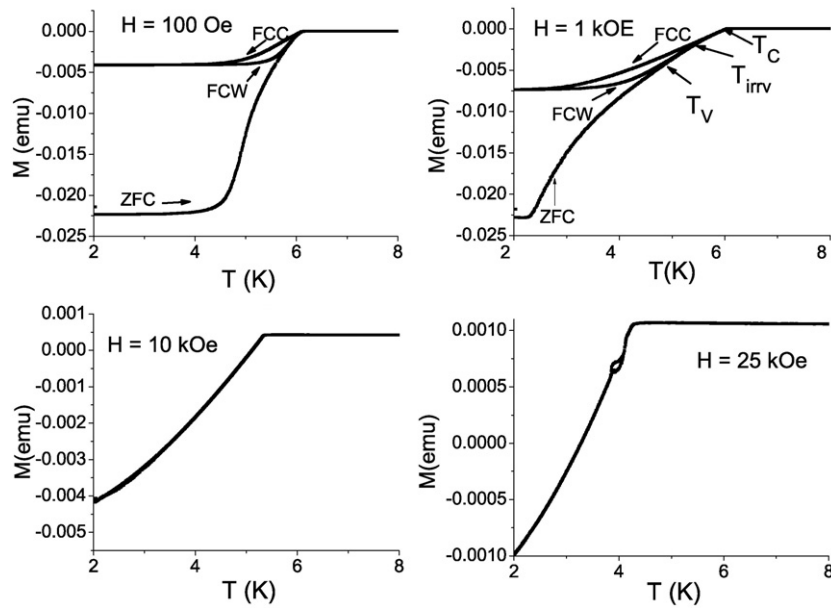 H = 100 Oe
FCC
FCW
ZFC
M (emu)
0.000
-0.005
-0.010
-0.015
-0.020
-0.025
2
4
6
8
T (K)
H = 1 kOE
FCC
T_C
T_irrv
FCW
T_V
ZFC
M(emu)
0.000
-0.005
-0.010
-0.015
-0.020
-0.025
2
4
6
8
T(K)
H = 10 kOe
M(emu)
0.001
0.000
-0.001
-0.002
-0.003
-0.004
-0.005
2
4
6
8
T (K)
H = 25 kOe
M(emu)
0.0010
0.0005
0.0000
-0.0005
-0.0010
2
4
6
8
T (K)